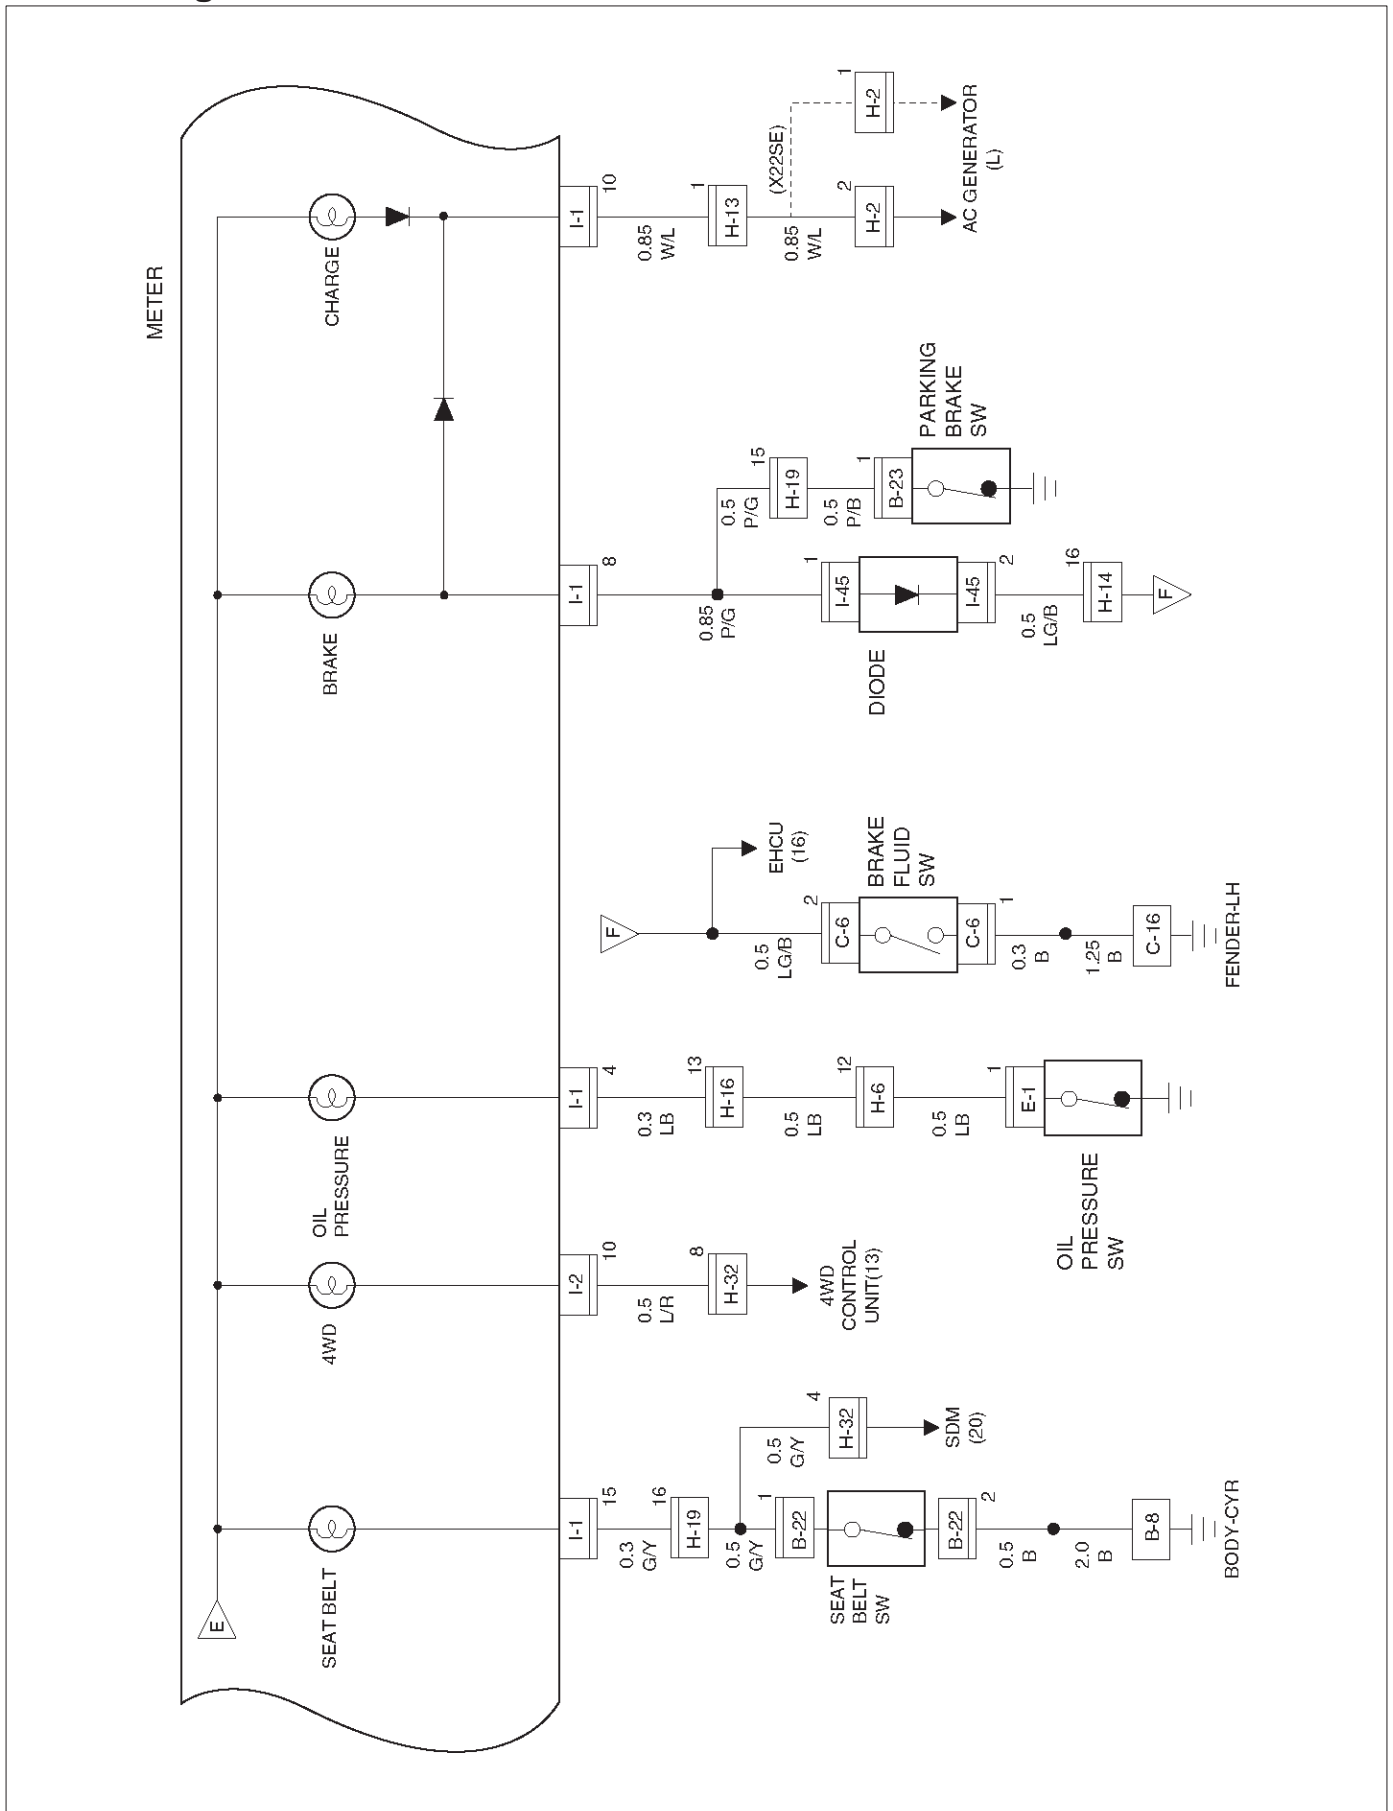 METER
E
SEAT BELT
I-1
15
0.3
G/Y
H-19
16
0.5
G/Y
B-22
1
SEAT
BELT
SW
B-22
2
0.5
B
2.0
B
B-8
BODY-CYR
0.5
G/Y
H-32
4
SDM
(20)
4WD
I-2
10
0.5
L/R
H-32
8
4WD
CONTROL
UNIT(13)
OIL
PRESSURE
I-1
4
0.3
LB
H-16
13
0.5
LB
H-6
12
0.5
LB
E-1
1
OIL
PRESSURE
SW
F
EHCU
(16)
0.5
LG/B
C-6
2
BRAKE
FLUID
SW
C-6
1
0.3
B
1.25
B
C-16
FENDER-LH
BRAKE
I-1
8
0.85
P/G
I-45
1
DIODE
I-45
2
0.5
LG/B
H-14
16
F
0.5
P/G
H-19
15
0.5
P/B
B-23
1
PARKING
BRAKE
SW
CHARGE
I-1
10
0.85
W/L
H-13
1
0.85
W/L
(X22SE)
H-2
2
H-2
1
AC GENERATOR
(L)